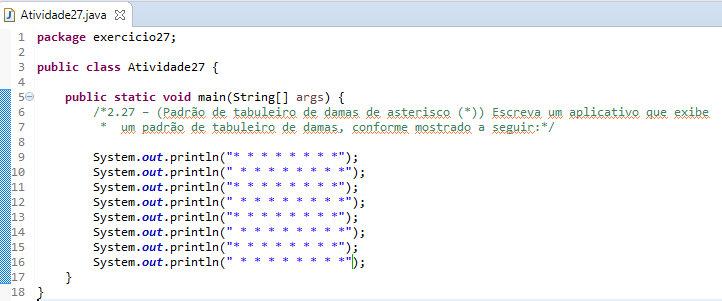 Atividade27.java
1 package exercicio27;
2
3 public class Atividade27 {
4
5 public static void main(String[] args) {
6 /*2.27 – (Padrão de tabuleiro de damas de asterisco (*)) Escreva um aplicativo que exibe
7 * um padrão de tabuleiro de damas, conforme mostrado a seguir:*/
8
9 System.out.println("* * * * * * * *");
10 System.out.println(" * * * * * * * *");
11 System.out.println("* * * * * * * *");
12 System.out.println(" * * * * * * * *");
13 System.out.println("* * * * * * * *");
14 System.out.println(" * * * * * * * *");
15 System.out.println("* * * * * * * *");
16 System.out.println(" * * * * * * * *");
17 }
18 }